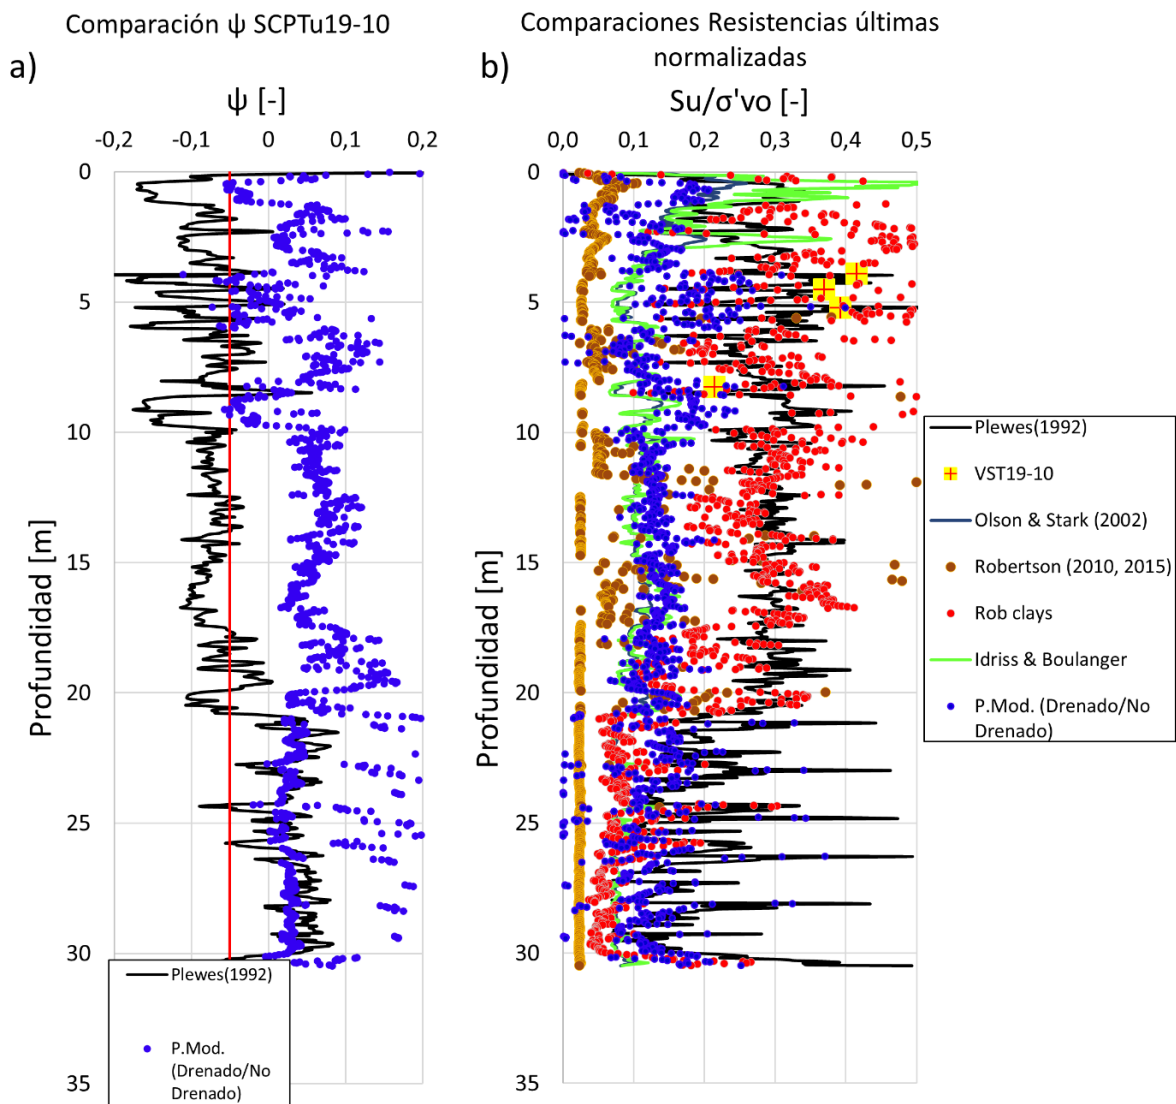 Comparación ψ SCPTu19-10
a)
ψ [-]
-0,2 -0,1 0 0,1 0,2
0
5
10
15
20
25
30
35
Profundidad [m]
Plewes(1992)
P.Mod.
(Drenado/No
Drenado)
Comparaciones Resistencias últimas
normalizadas
b)
Su/σ'vo [-]
0,0 0,1 0,2 0,3 0,4 0,5
0
5
10
15
20
25
30
35
Profundidad [m]
Plewes(1992)
VST19-10
Olson & Stark (2002)
Robertson (2010, 2015)
Rob clays
Idriss & Boulanger
P.Mod. (Drenado/No
Drenado)